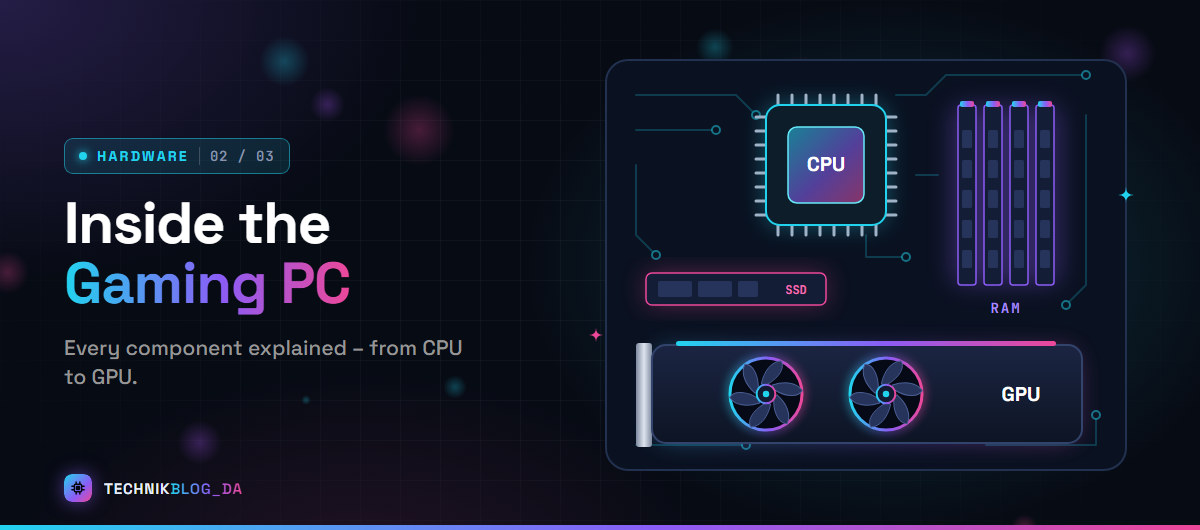 HARDWARE | 02 / 03
Inside the
Gaming PC
Every component explained – from CPU
to GPU.
TECHNIKBLOG_DA
CPU
SSD
RAM
GPU